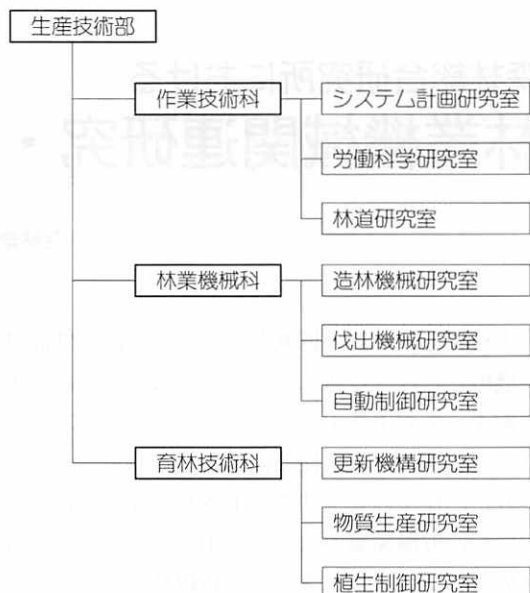 生産技術部
作業技術科
システム計画研究室
労働科学研究室
林道研究室
林業機械科
造林機械研究室
伐出機械研究室
自動制御研究室
育林技術科
更新機構研究室
物質生産研究室
植生制御研究室